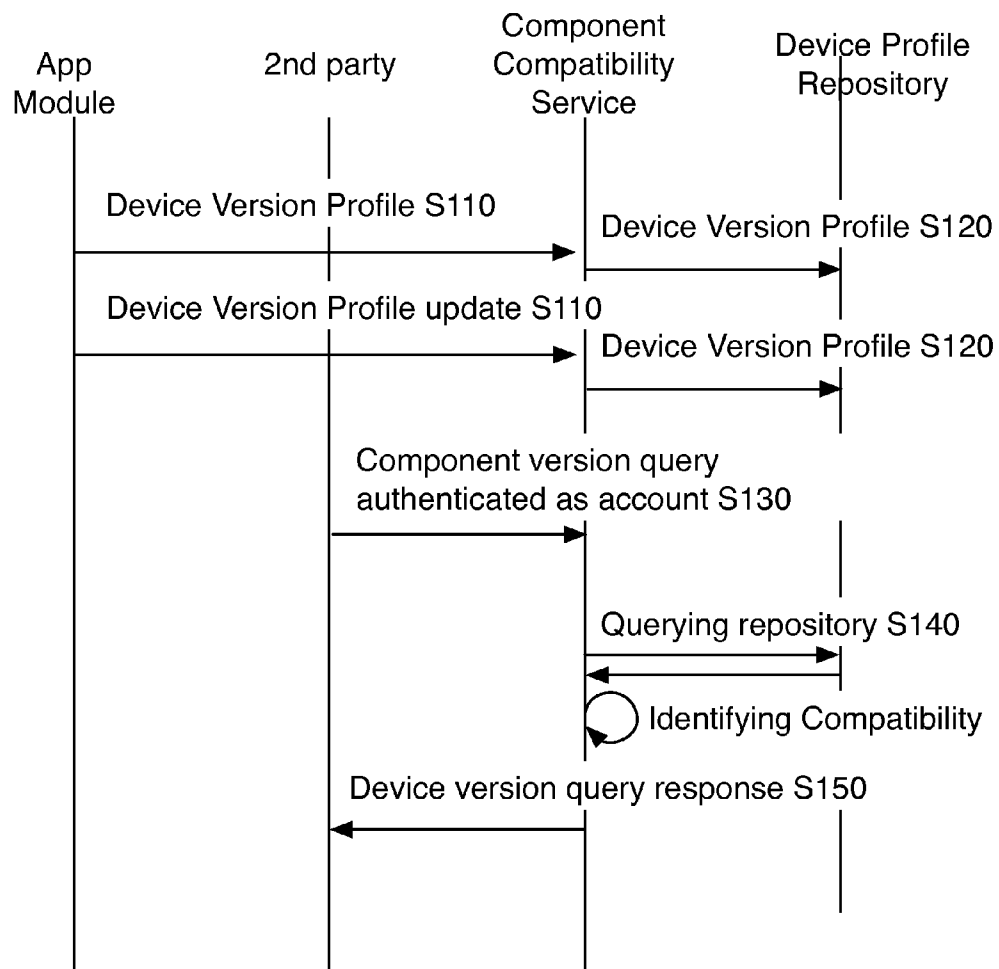 App
Module
2nd party
Component
Compatibility
Service
Device Profile
Repository
Device Version Profile S110
Device Version Profile S120
Device Version Profile update S110
Device Version Profile S120
Component version query
authenticated as account S130
Querying repository S140
Identifying Compatibility
Device version query response S150